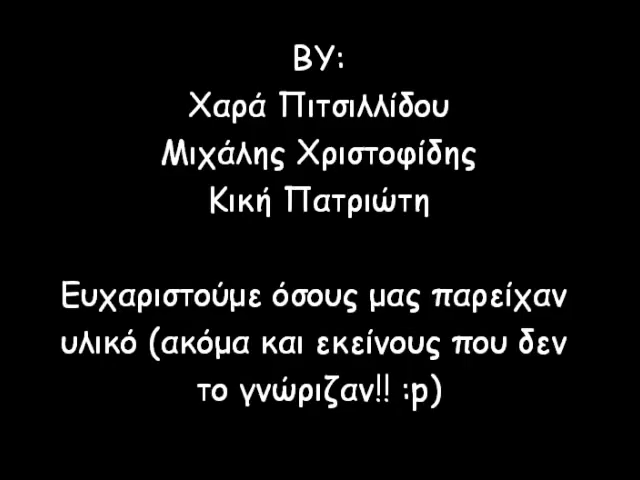 BY:
Χαρά Πιτσιλλίδου
Μιχάλης Χριστοφίδης
Κική Πατριώτη
Ευχαριστούμε όσους μας παρείχαν
υλικό (ακόμα και εκείνους που δεν
το γνώριζαν!! :p)